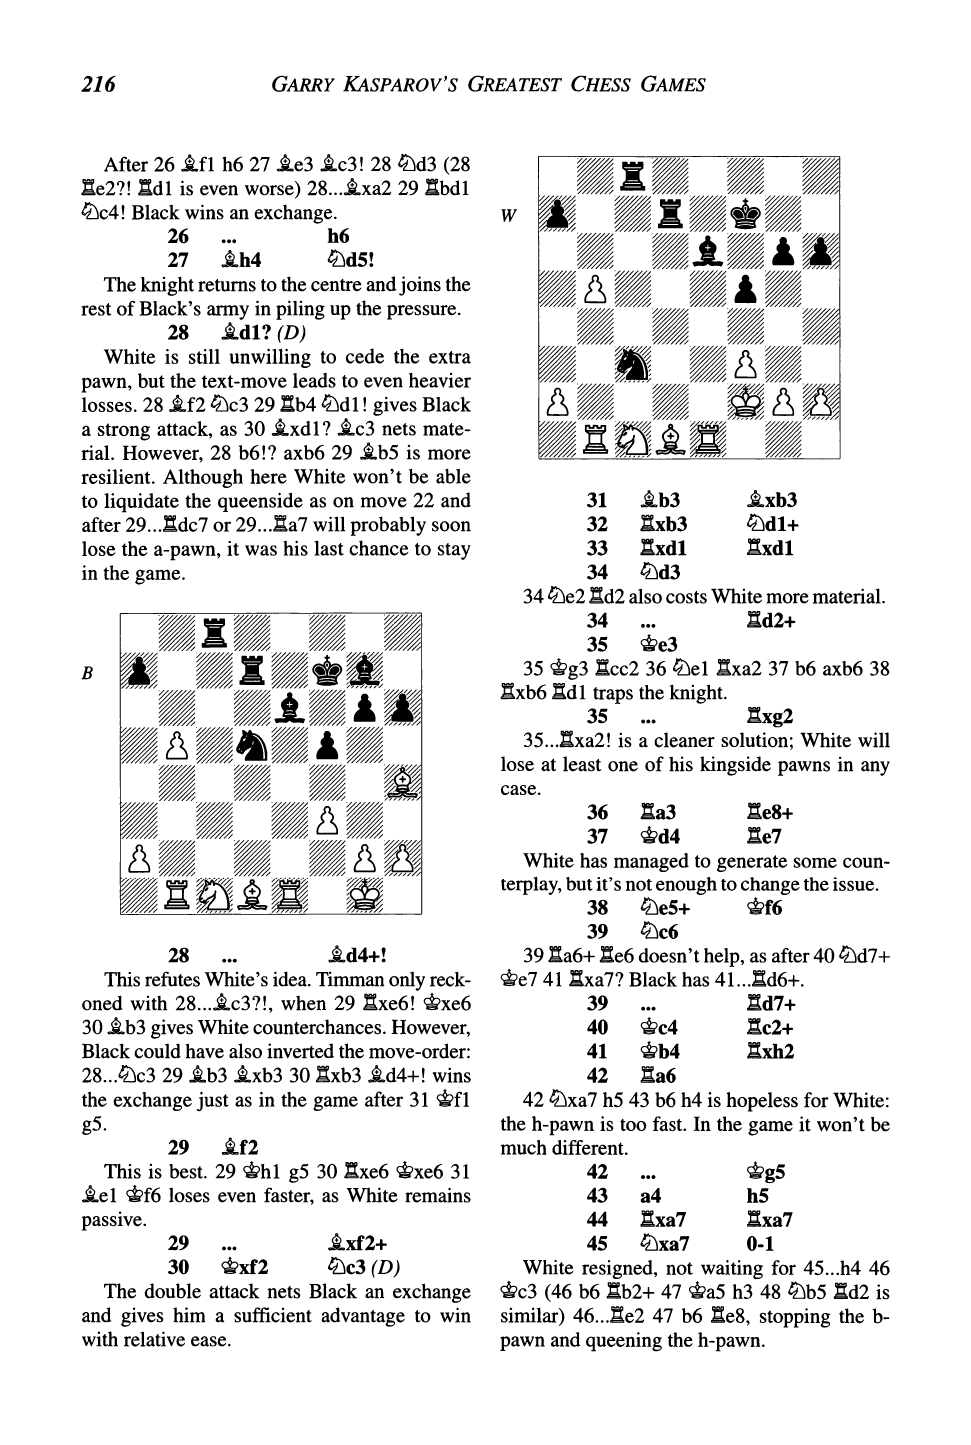 216
GARRY KASPAROV'S GREATEST CHESS GAMES
After 26 ♗f1 h6 27 ♗e3 ♗c3! 28 ♘d3 (28
♖e2?! ♖d1 is even worse) 28...♗xa2 29 ♖bd1
♘c4! Black wins an exchange.
26 ... h6
27 ♗h4 ♘d5!
The knight returns to the centre and joins the
rest of Black's army in piling up the pressure.
28 ♗d1? (D)
White is still unwilling to cede the extra
pawn, but the text-move leads to even heavier
losses. 28 ♗f2 ♘c3 29 ♖b4 ♘d1! gives Black
a strong attack, as 30 ♗xd1? ♗c3 nets mate-
rial. However, 28 b6!? axb6 29 ♗b5 is more
resilient. Although here White won't be able
to liquidate the queenside as on move 22 and
after 29...♖dc7 or 29...♖a7 will probably soon
lose the a-pawn, it was his last chance to stay
in the game.
B
28 ... ♗d4+!
This refutes White's idea. Timman only reck-
oned with 28...♗c3?!, when 29 ♖xe6! ♔xe6
30 ♗b3 gives White counterchances. However,
Black could have also inverted the move-order:
28...♘c3 29 ♗b3 ♗xb3 30 ♖xb3 ♗d4+! wins
the exchange just as in the game after 31 ♔f1
g5.
29 ♗f2
This is best. 29 ♔h1 g5 30 ♖xe6 ♔xe6 31
♗e1 ♔f6 loses even faster, as White remains
passive.
29 ... ♗xf2+
30 ♔xf2 ♘c3 (D)
The double attack nets Black an exchange
and gives him a sufficient advantage to win
with relative ease.
W
31 ♗b3 ♗xb3
32 ♖xb3 ♘d1+
33 ♖xd1 ♖xd1
34 ♘d3
34 ♘e2 ♖d2 also costs White more material.
34 ... ♖d2+
35 ♔e3
35 ♔g3 ♖cc2 36 ♘e1 ♖xa2 37 b6 axb6 38
♖xb6 ♖d1 traps the knight.
35 ... ♖xg2
35...♖xa2! is a cleaner solution; White will
lose at least one of his kingside pawns in any
case.
36 ♖a3 ♖e8+
37 ♔d4 ♖e7
White has managed to generate some coun-
terplay, but it's not enough to change the issue.
38 ♘e5+ ♔f6
39 ♘c6
39 ♖a6+ ♖e6 doesn't help, as after 40 ♘d7+
♔e7 41 ♖xa7? Black has 41...♖d6+.
39 ... ♖d7+
40 ♔c4 ♖c2+
41 ♔b4 ♖xh2
42 ♖a6
42 ♘xa7 h5 43 b6 h4 is hopeless for White:
the h-pawn is too fast. In the game it won't be
much different.
42 ... ♔g5
43 a4 h5
44 ♖xa7 ♖xa7
45 ♘xa7 0-1
White resigned, not waiting for 45...h4 46
♔c3 (46 b6 ♖b2+ 47 ♔a5 h3 48 ♘b5 ♖d2 is
similar) 46...♖e2 47 b6 ♖e8, stopping the b-
pawn and queening the h-pawn.